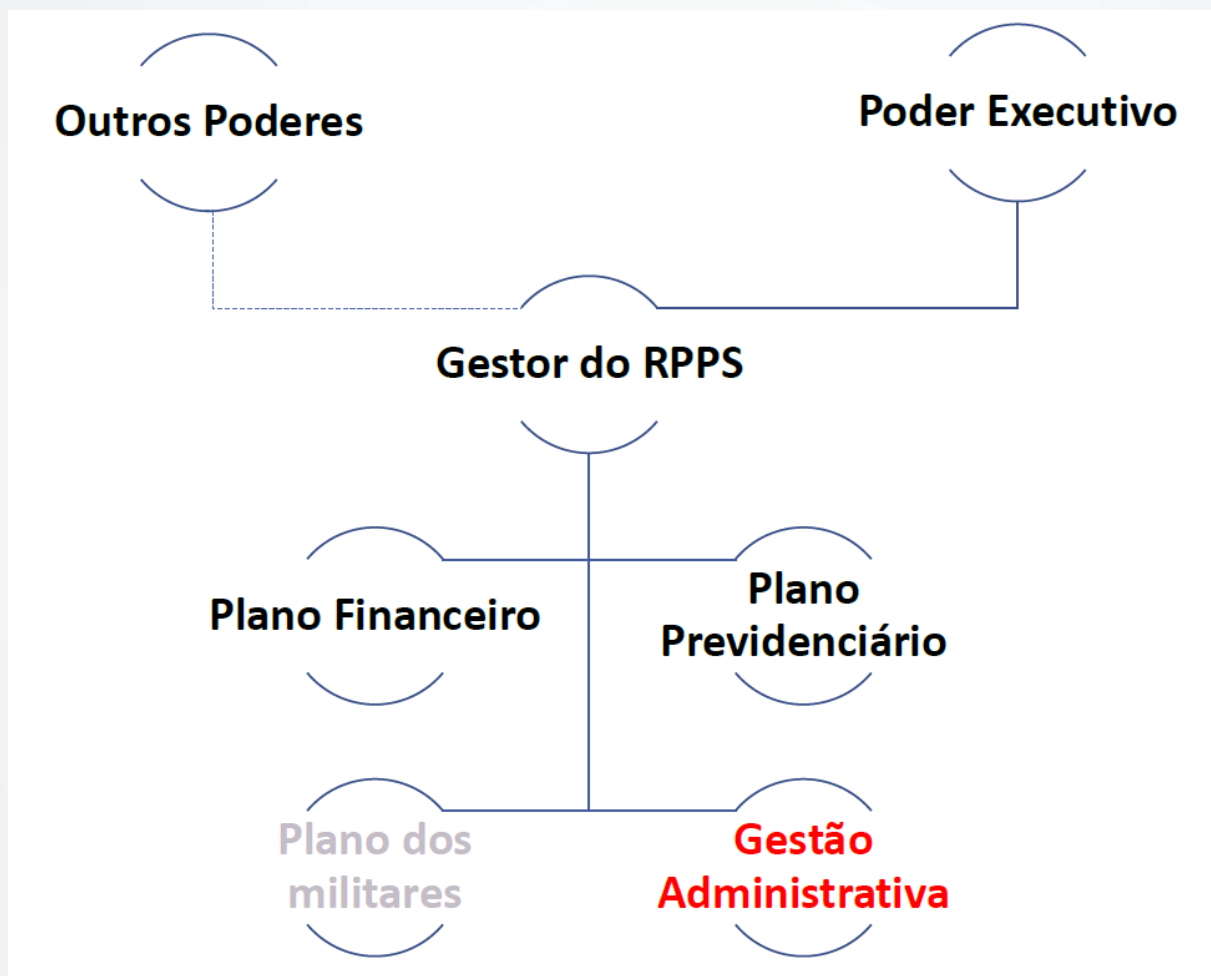 Outros Poderes
Poder Executivo
Gestor do RPPS
Plano Financeiro
Plano
Previdenciário
Plano dos
militares
Gestão
Administrativa